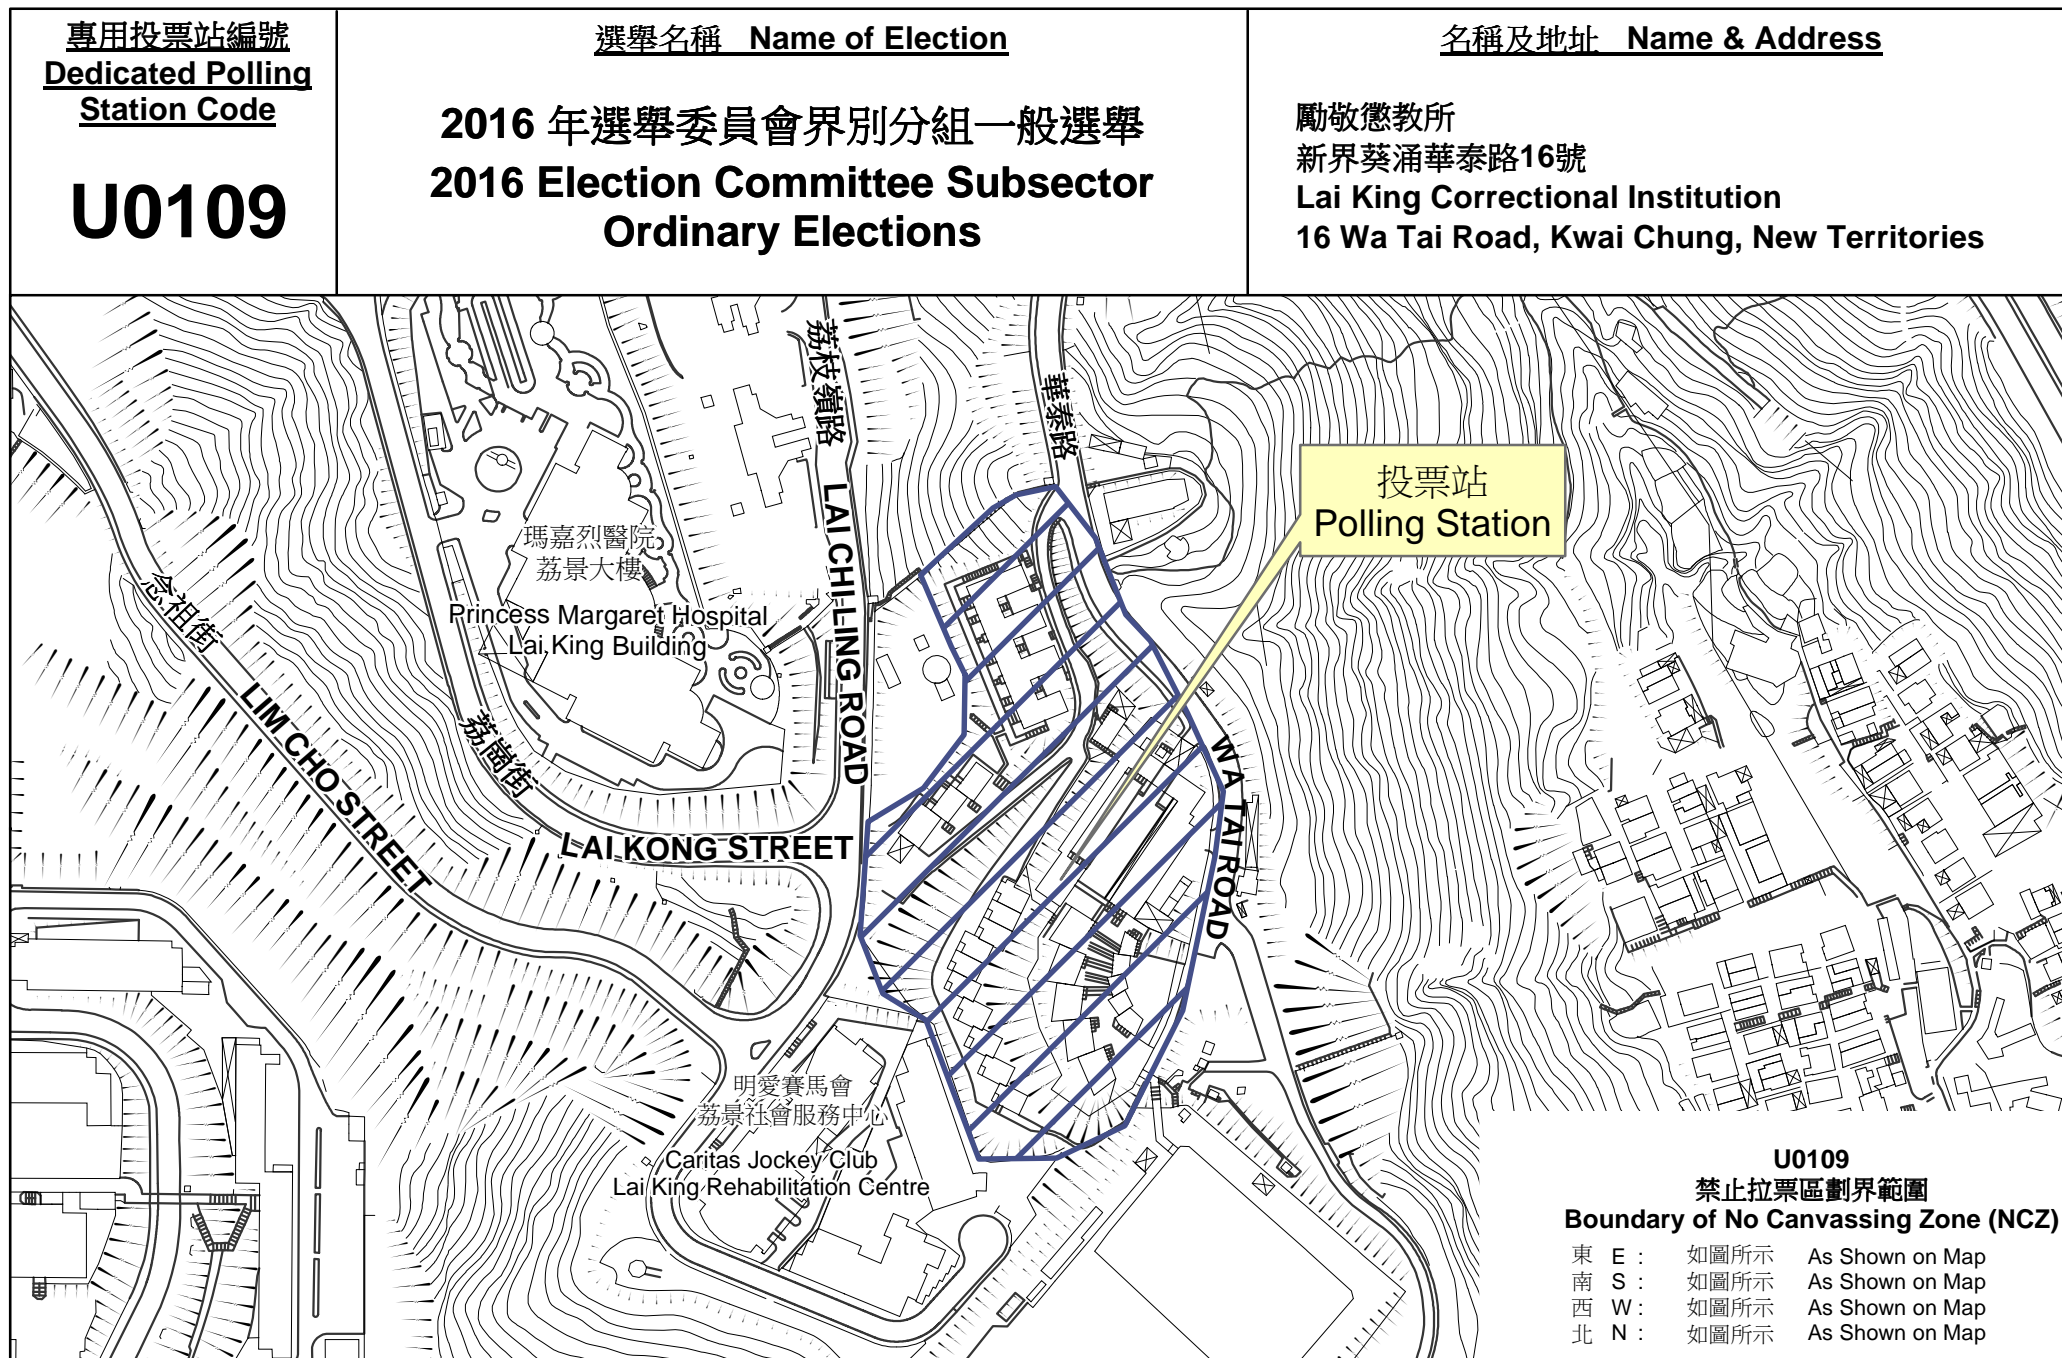 專用投票站編號
Dedicated Polling
Station Code
U0109
選舉名稱 Name of Election
2016 年選舉委員會界別分組一般選舉
2016 Election Committee Subsector
Ordinary Elections
名稱及地址 Name & Address
勵敬懲教所
新界葵涌華泰路16號
Lai King Correctional Institution
16 Wa Tai Road, Kwai Chung, New Territories
荔枝嶺路
LAI CHI LING ROAD
華泰路
WA TAI ROAD
投票站
Polling Station
瑪嘉烈醫院
荔景大樓
Princess Margaret Hospital
Lai King Building
念祖街
LIM CHO STREET
荔崗街
LAI KONG STREET
明愛賽馬會
荔景社會服務中心
Caritas Jockey Club
Lai King Rehabilitation Centre
U0109
禁止拉票區劃界範圍
Boundary of No Canvassing Zone (NCZ)
東 E : 如圖所示 As Shown on Map
南 S : 如圖所示 As Shown on Map
西 W : 如圖所示 As Shown on Map
北 N : 如圖所示 As Shown on Map